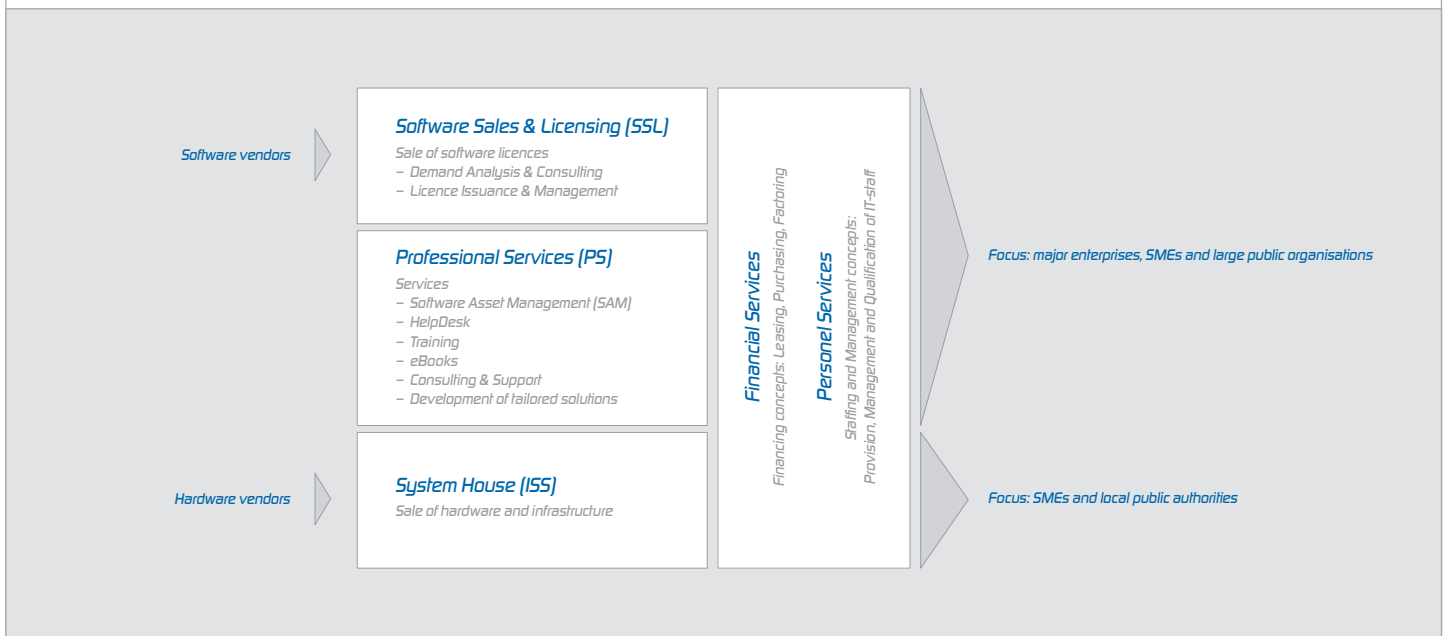 Software vendors
Software Sales & Licensing (SSL)
Sale of software licences
– Demand Analysis & Consulting
– Licence Issuance & Management
Professional Services (PS)
Services
– Software Asset Management (SAM)
– HelpDesk
– Training
– eBooks
– Consulting & Support
– Development of tailored solutions
Hardware vendors
System House (ISS)
Sale of hardware and infrastructure
Financial Services
Financing concepts: Leasing, Purchasing, Factoring
Personel Services
Staffing and Management concepts:
Provision, Management and Qualification of IT-staff
Focus: major enterprises, SMEs and large public organisations
Focus: SMEs and local public authorities